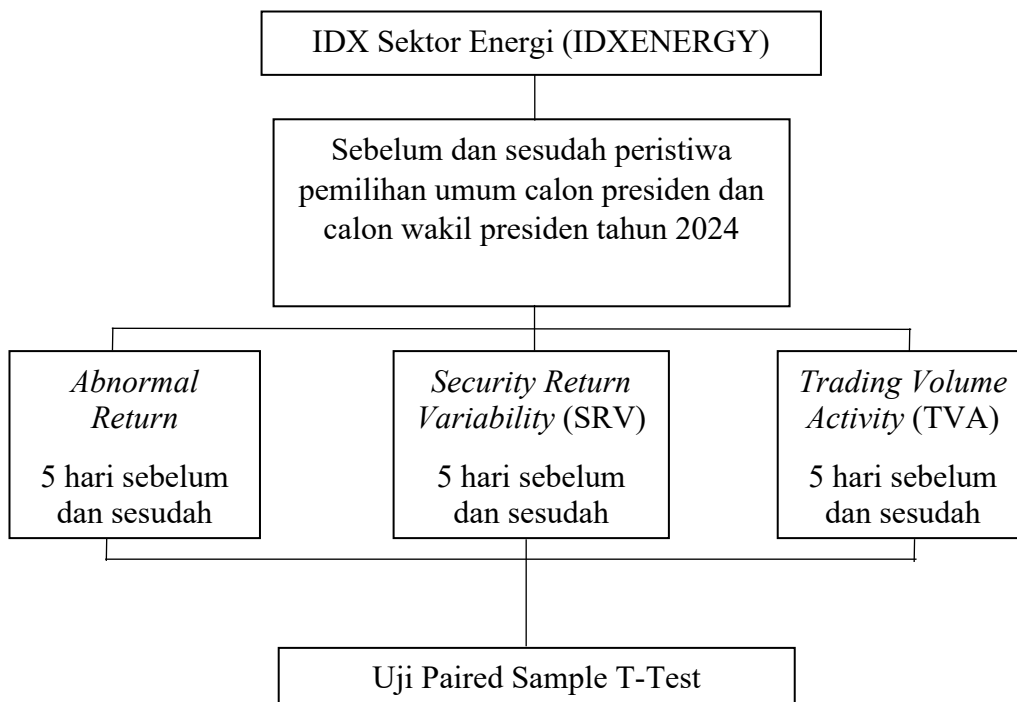 IDX Sektor Energi (IDXENERGY)
Sebelum dan sesudah peristiwa
pemilihan umum calon presiden dan
calon wakil presiden tahun 2024
Abnormal
Return
5 hari sebelum
dan sesudah
Security Return
Variability (SRV)
5 hari sebelum
dan sesudah
Trading Volume
Activity (TVA)
5 hari sebelum
dan sesudah
Uji Paired Sample T-Test